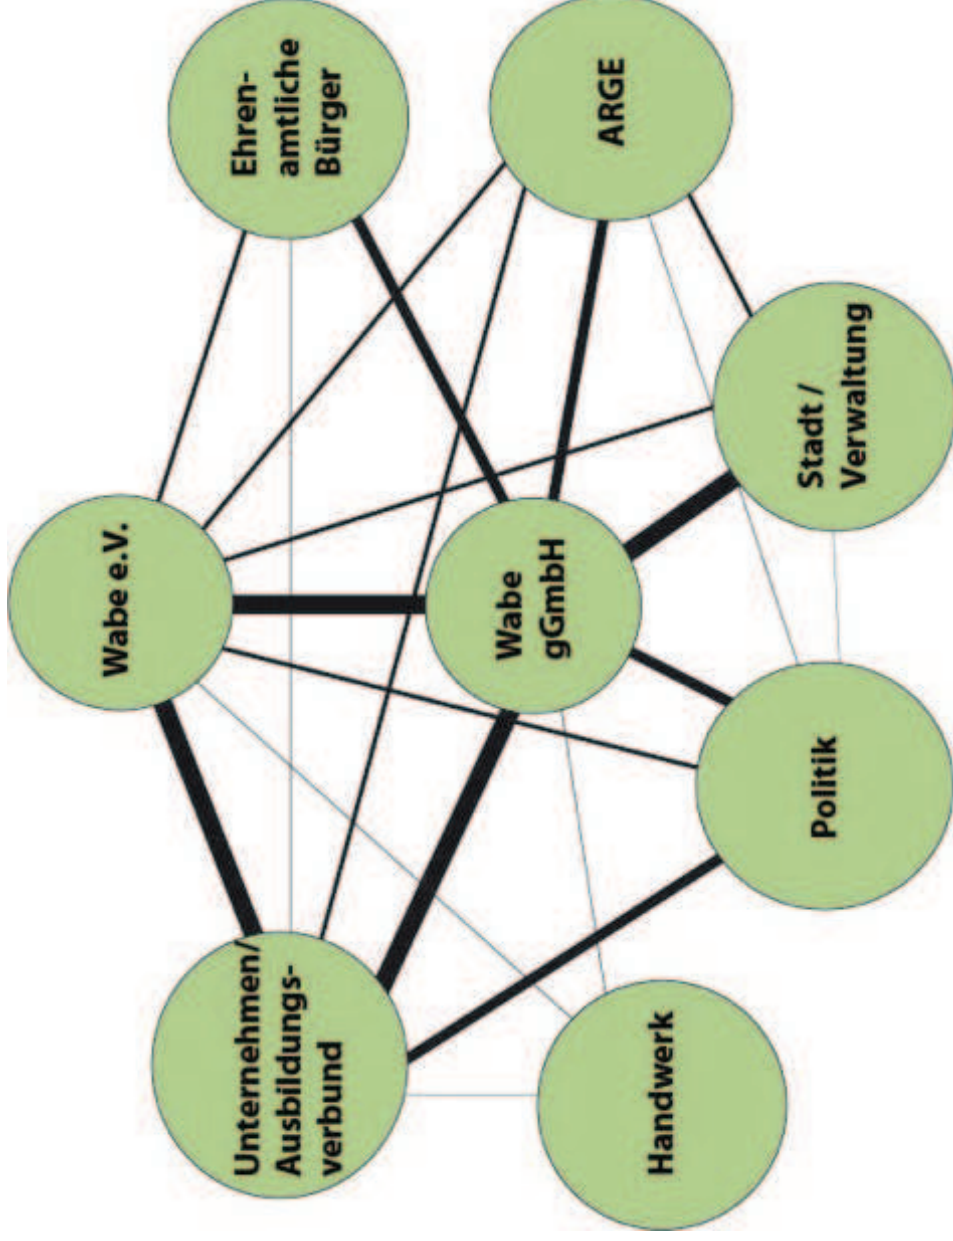 Unternehmen/
Ausbildungs-
verbund
Wabe e.V.
Ehren-
amtliche
Bürger
Wabe
gGmbH
ARGE
Handwerk
Politik
Stadt /
Verwaltung